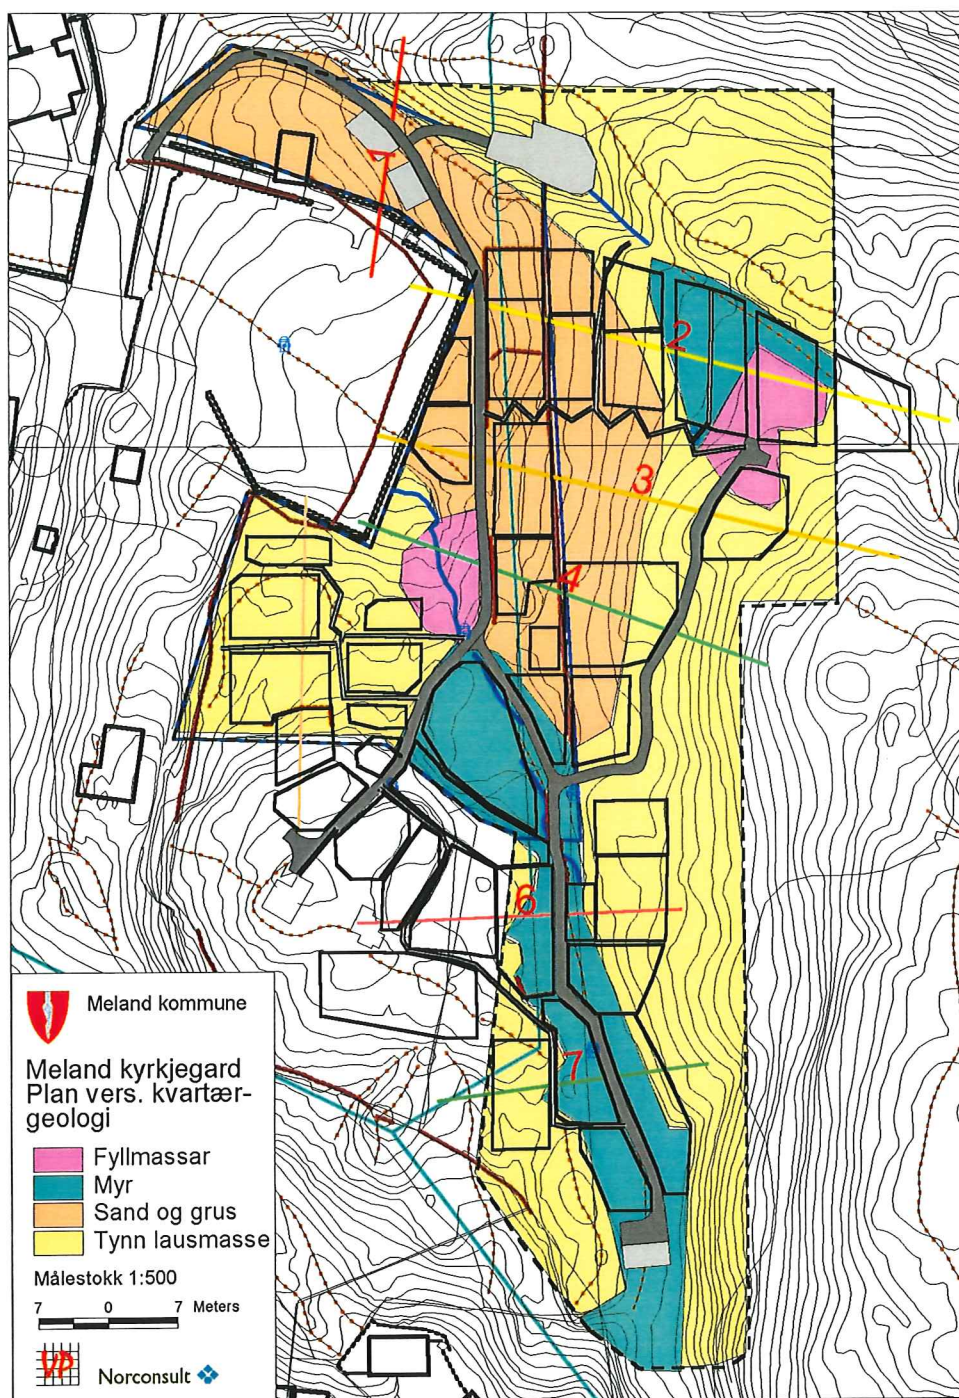 1
2
3
4
6
7
Meland kommune
Meland kyrkjegard
Plan vers. kvartær-
geologi
Fyllmassar
Myr
Sand og grus
Tynn lausmasse
Målestokk 1:500
7 0 7 Meters
VP
Norconsult